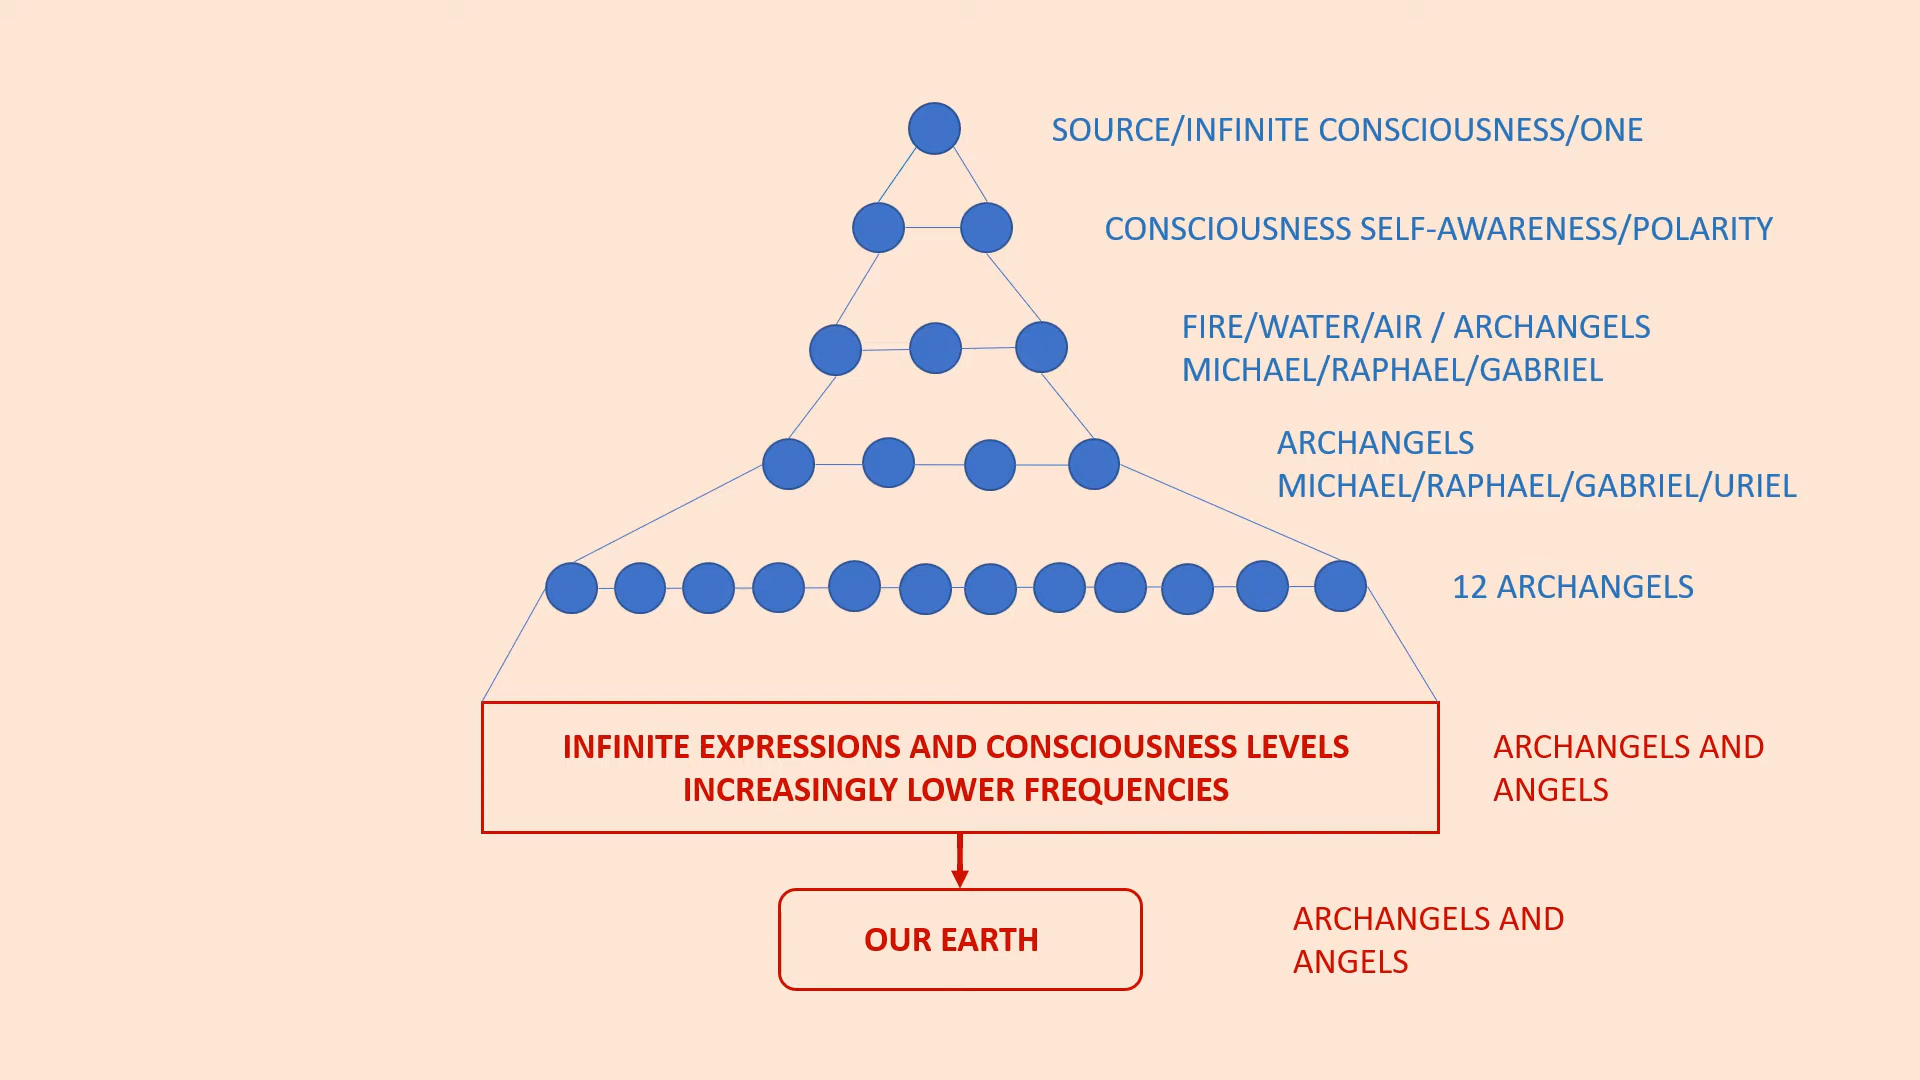 SOURCE/INFINITE CONSCIOUSNESS/ONE
CONSCIOUSNESS SELF-AWARENESS/POLARITY
FIRE/WATER/AIR / ARCHANGELS
MICHAEL/RAPHAEL/GABRIEL
ARCHANGELS
MICHAEL/RAPHAEL/GABRIEL/URIEL
12 ARCHANGELS
INFINITE EXPRESSIONS AND CONSCIOUSNESS LEVELS
INCREASINGLY LOWER FREQUENCIES
ARCHANGELS AND
ANGELS
OUR EARTH
ARCHANGELS AND
ANGELS